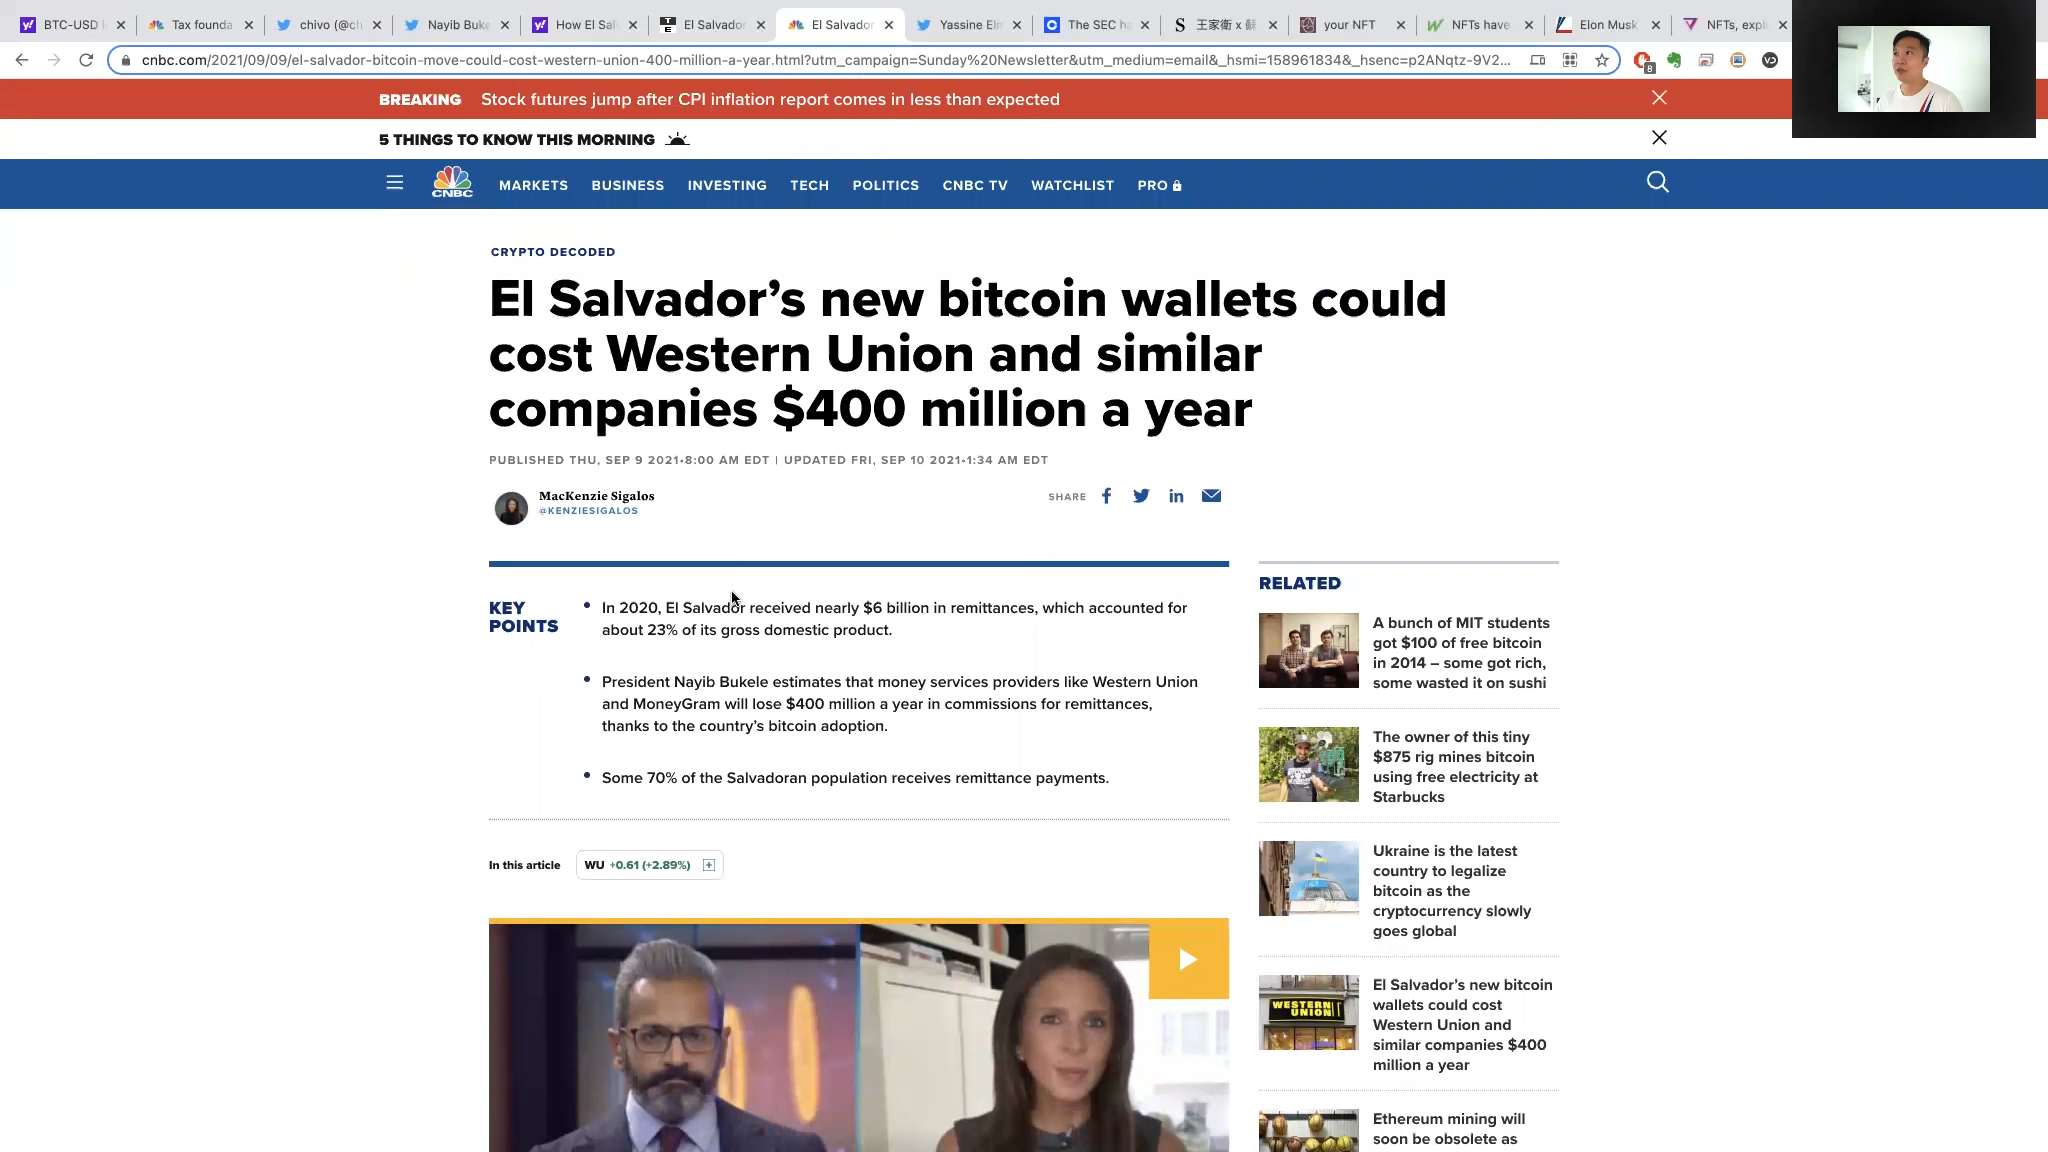 BTC-USD
Tax founda
chivo (@ch
Nayib Buke
How El Sal
El Salvador
El Salvador
Yassine Elm
The SEC ha
王家衛 x 蘇
your NFT
NFTs have
Elon Musk
NFTs, expl
cnbc.com/2021/09/09/el-salvador-bitcoin-move-could-cost-western-union-400-million-a-year.html?utm_campaign=Sunday%20Newsletter&utm_medium=email&_hsmi=158961834&_hsenc=p2ANqtz-9V2...
8
BREAKING Stock futures jump after CPI inflation report comes in less than expected
5 THINGS TO KNOW THIS MORNING
CNBC
MARKETS BUSINESS INVESTING TECH POLITICS CNBC TV WATCHLIST PRO
CRYPTO DECODED
El Salvador’s new bitcoin wallets could
cost Western Union and similar
companies $400 million a year
PUBLISHED THU, SEP 9 2021•8:00 AM EDT | UPDATED FRI, SEP 10 2021•1:34 AM EDT
MacKenzie Sigalos
@KENZIESIGALOS
SHARE
KEY
POINTS
In 2020, El Salvador received nearly $6 billion in remittances, which accounted for
about 23% of its gross domestic product.
President Nayib Bukele estimates that money services providers like Western Union
and MoneyGram will lose $400 million a year in commissions for remittances,
thanks to the country’s bitcoin adoption.
Some 70% of the Salvadoran population receives remittance payments.
In this article WU +0.61 (+2.89%)
RELATED
A bunch of MIT students
got $100 of free bitcoin
in 2014 – some got rich,
some wasted it on sushi
The owner of this tiny
$875 rig mines bitcoin
using free electricity at
Starbucks
Ukraine is the latest
country to legalize
bitcoin as the
cryptocurrency slowly
goes global
WESTERN
UNION
El Salvador’s new bitcoin
wallets could cost
Western Union and
similar companies $400
million a year
Ethereum mining will
soon be obsolete as